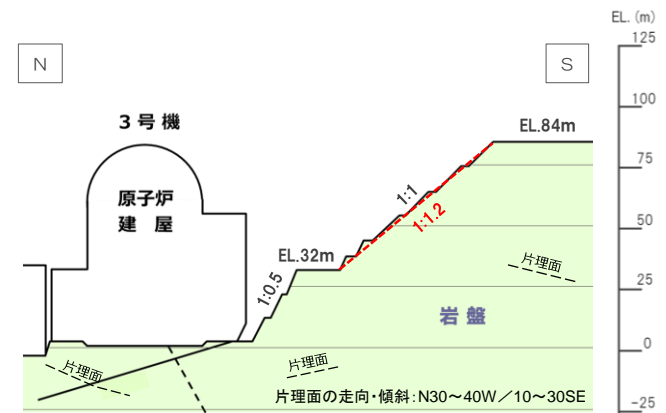 EL. (m)
125
N
S
100
3号機
EL.84m
75
1:1
原子炉
建 屋
1:1.2
50
EL.32m
片理面
25
1:0.5
岩盤
0
片理面
片理面
片理面の走向・傾斜:N30~40W/10~30SE
-25